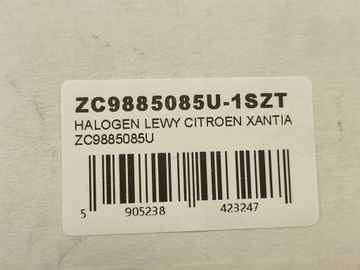 ZC9885085U-1SZT
HALOGEN LEWY CITROEN XANTIA
ZC9885085U
5 905238 423247